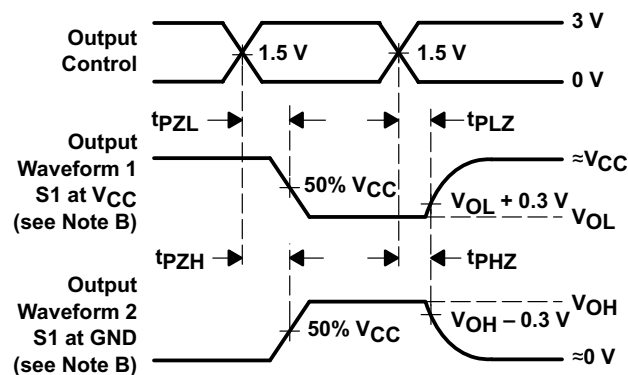 Output
Control
1.5 V
1.5 V
3 V
0 V
tPZL
tPLZ
Output
Waveform 1
S1 at VCC
(see Note B)
50% VCC
≈VCC
VOL + 0.3 V
VOL
tPZH
tPHZ
Output
Waveform 2
S1 at GND
(see Note B)
50% VCC
VOH
VOH – 0.3 V
≈0 V